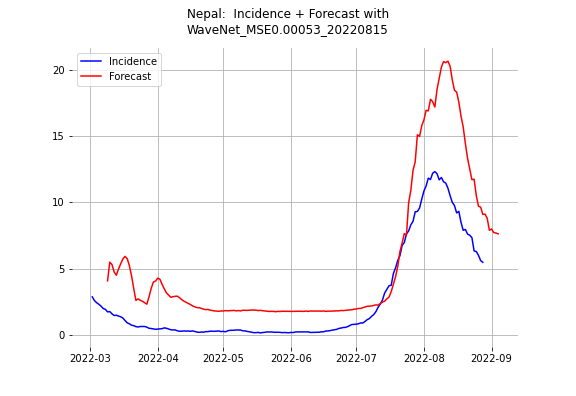 Nepal:  Incidence + Forecast with
WaveNet_MSE0.00053_20220815
Incidence
Forecast
20
15
10
5
0
2022-03 2022-04 2022-05 2022-06 2022-07 2022-08 2022-09